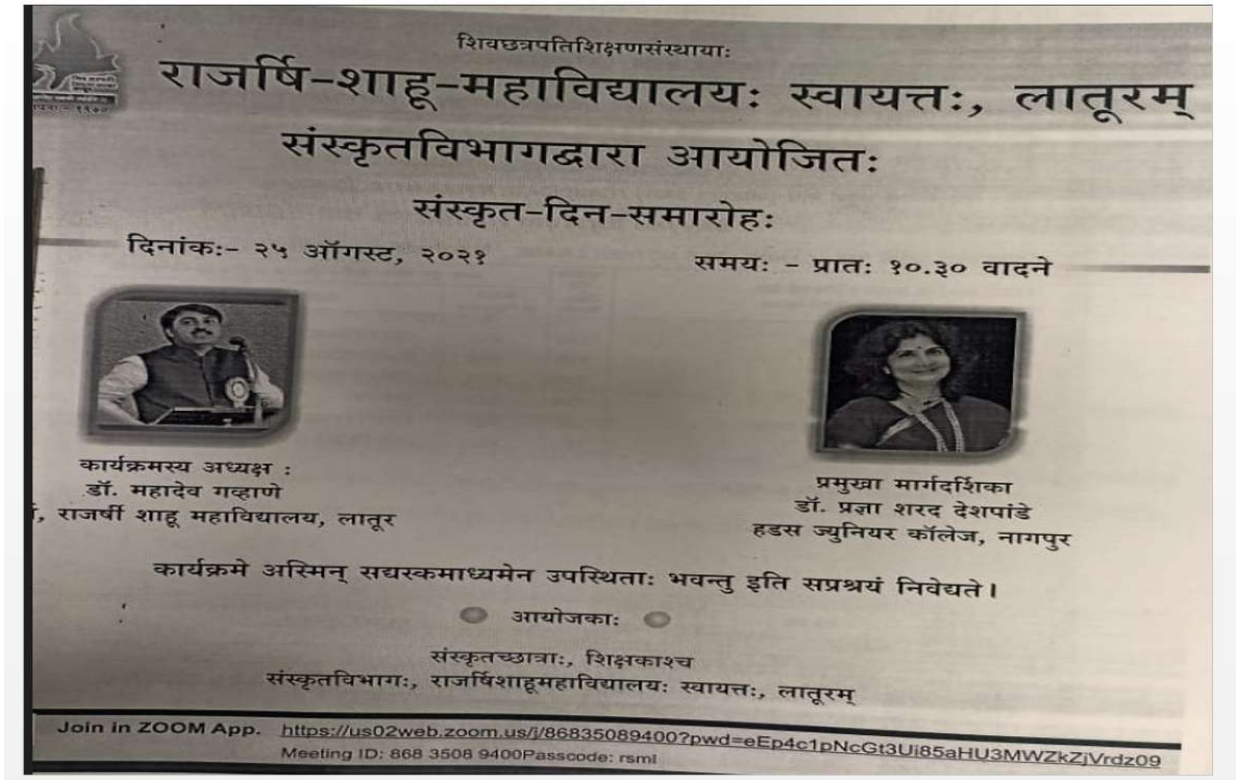 शिवछत्रपतिशिक्षणसंस्थायाः
राजर्षि-शाहू-महाविद्यालयः स्वायत्तः, लातूरम्
संस्कृतविभागद्वारा आयोजितः
संस्कृत-दिन-समारोहः
दिनांकः- २५ ऑगस्ट, २०२१ समयः - प्रातः १०.३० वादने
कार्यक्रमस्य अध्यक्ष :
डॉ. महादेव गव्हाणे
राजर्षी शाहू महाविद्यालय, लातूर
प्रमुखा मार्गदर्शिका
डॉ. प्रज्ञा शरद देशपांडे
हडस ज्युनियर कॉलेज, नागपुर
कार्यक्रमे अस्मिन् सद्यस्कमाध्यमेन उपस्थिताः भवन्तु इति सप्रश्रयं निवेद्यते।
आयोजकाः
संस्कृतच्छात्राः, शिक्षकाश्च
संस्कृतविभागः, राजर्षिशाहूमहाविद्यालयः स्वायत्तः, लातूरम्
Join in ZOOM App. https://us02web.zoom.us/j/86835089400?pwd=eEp4c1pNcGt3Ui85aHU3MWZkZjVrdz09
Meeting ID: 868 3508 9400Passcode: rsml